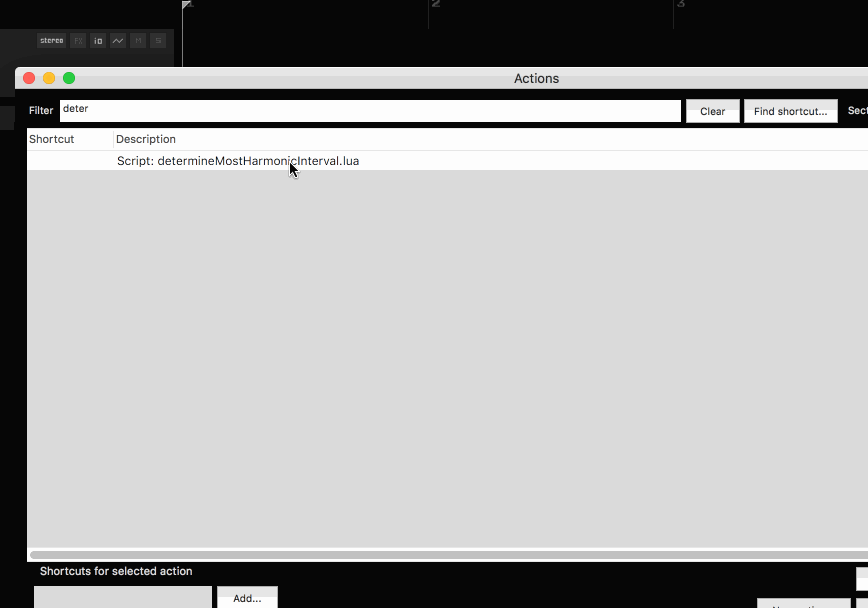 1 2 3
stereo FX io M S
Actions
Filter deter Clear Find shortcut... Sect
Shortcut Description
Script: determineMostHarmonicInterval.lua
Shortcuts for selected action
Add...